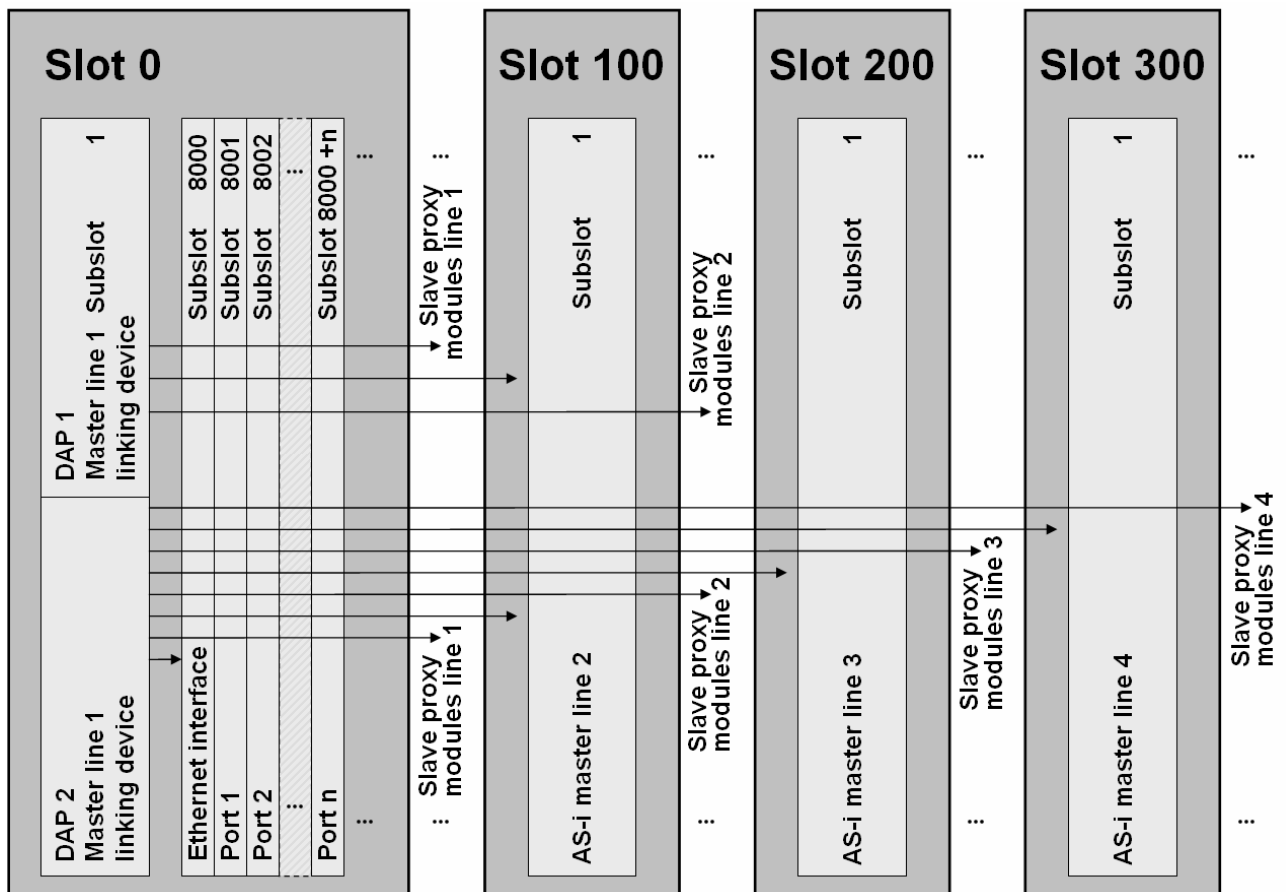 Slot 0
Slot 100
Slot 200
Slot 300
DAP 1
Master line 1 Subslot 1
linking device
DAP 2
Master line 1
linking device
Ethernet interface Subslot 8000
Port 1 Subslot 8001
Port 2 Subslot 8002
... ...
Port n Subslot 8000 +n
... ...
Slave proxy
modules line 1
...
Slave proxy
modules line 1
...
AS-i master line 2 Subslot 1
Slave proxy
modules line 2
...
Slave proxy
modules line 2
...
AS-i master line 3 Subslot 1
Slave proxy
modules line 3
... ...
AS-i master line 4 Subslot 1
Slave proxy
modules line 4
... ...